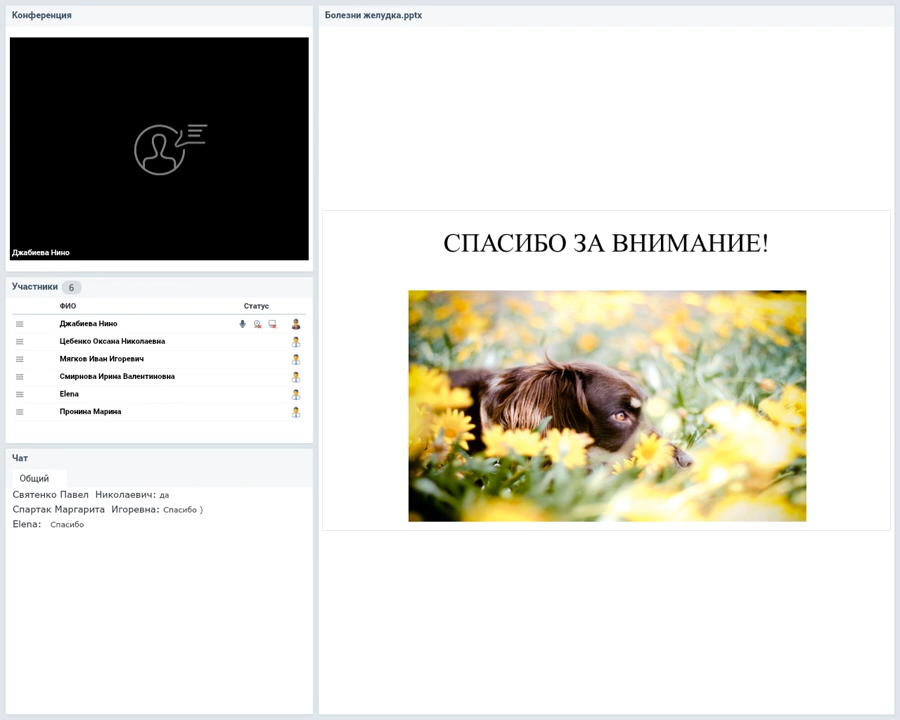 Конференция
Джабиева Нино
Участники 6
ФИО Статус
Джабиева Нино
Цебенко Оксана Николаевна
Мягков Иван Игоревич
Смирнова Ирина Валентиновна
Elena
Пронина Марина
Чат
Общий
Святенко Павел Николаевич: да
Спартак Маргарита Игоревна: Спасибо )
Elena: Спасибо
Болезни желудка.pptx
СПАСИБО ЗА ВНИМАНИЕ!